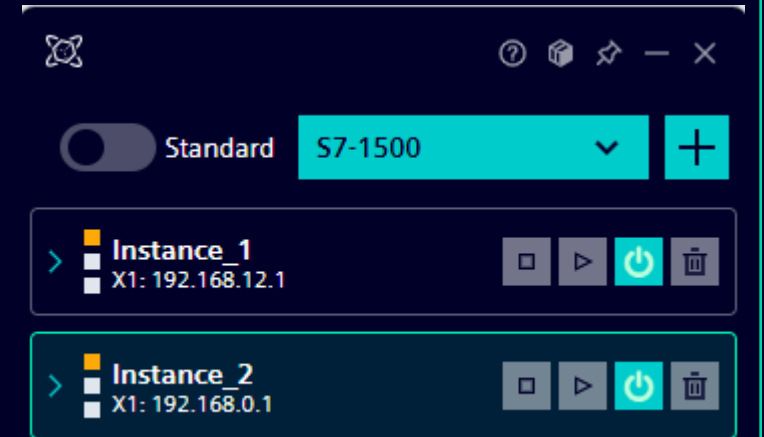 Standard
S7-1500
Instance_1
X1: 192.168.12.1
Instance_2
X1: 192.168.0.1